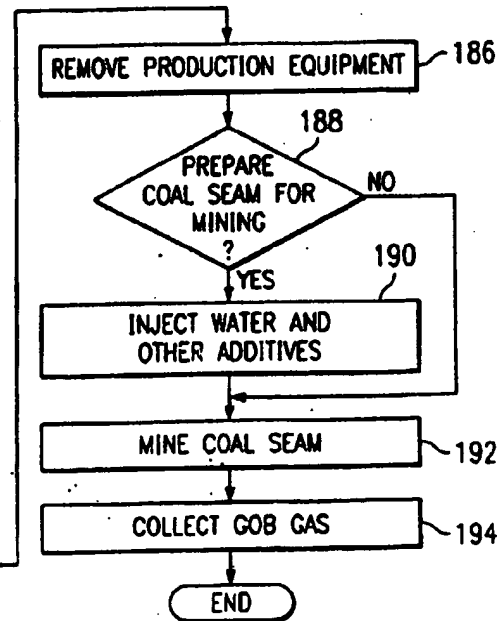 REMOVE PRODUCTION EQUIPMENT
186
188
PREPARE
COAL SEAM FOR
MINING
?
NO
YES
190
INJECT WATER AND
OTHER ADDITIVES
MINE COAL SEAM
192
COLLECT GOB GAS
194
END